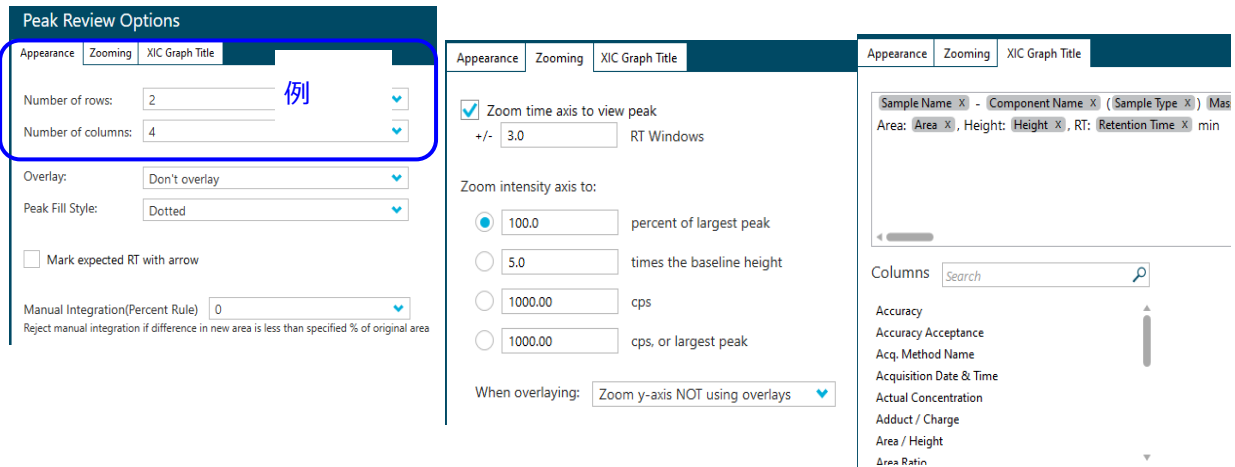 Peak Review Options
Appearance Zooming XIC Graph Title
例
Number of rows: 2
Number of columns: 4
Overlay: Don't overlay
Peak Fill Style: Dotted
Mark expected RT with arrow
Manual Integration(Percent Rule) 0
Reject manual integration if difference in new area is less than specified % of original area
Appearance Zooming XIC Graph Title
Zoom time axis to view peak
+/- 3.0 RT Windows
Zoom intensity axis to:
100.0 percent of largest peak
5.0 times the baseline height
1000.00 cps
1000.00 cps, or largest peak
When overlaying: Zoom y-axis NOT using overlays
Appearance Zooming XIC Graph Title
Sample Name X - Component Name X ( Sample Type X ) Mas
Area: Area X , Height: Height X , RT: Retention Time X min
Columns Search
Accuracy
Accuracy Acceptance
Acq. Method Name
Acquisition Date & Time
Actual Concentration
Adduct / Charge
Area / Height
Area Ratio